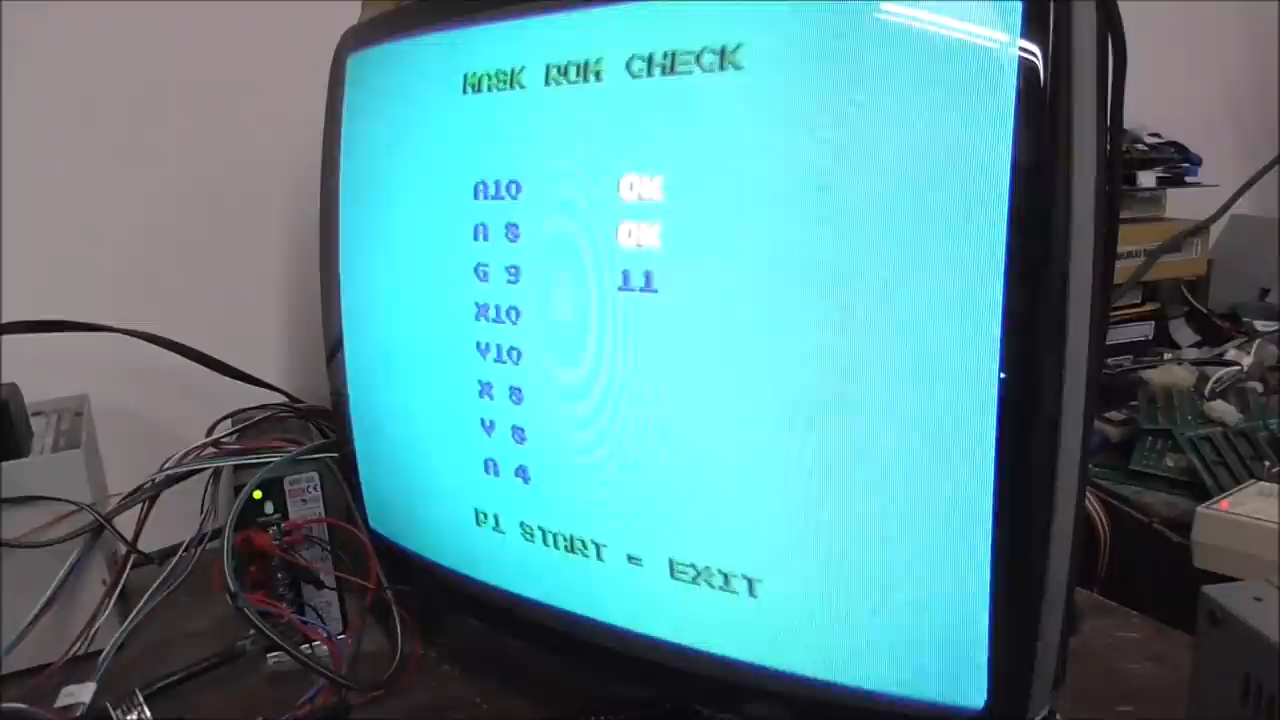 MASK ROM CHECK
A10 OK
A 8 OK
G 9 11
X10
Y10
X 8
Y 8
A 4
P1 START = EXIT